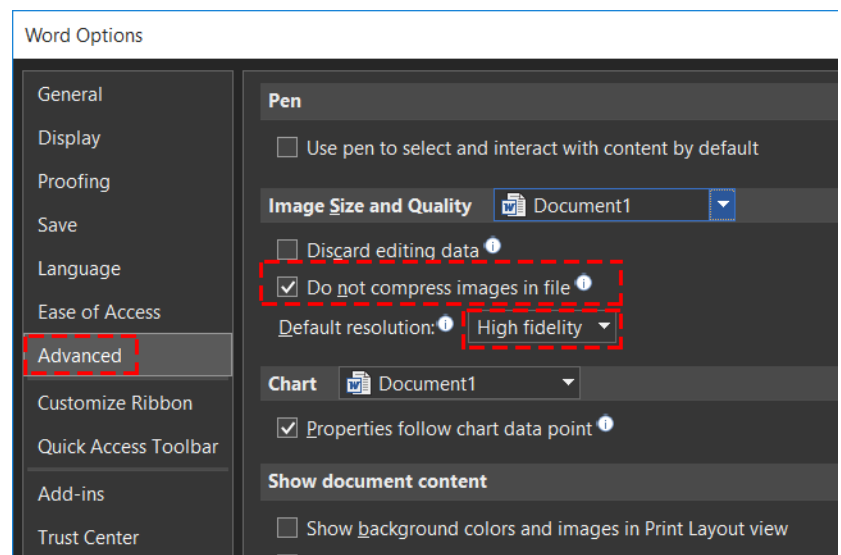 Word Options
General
Display
Proofing
Save
Language
Ease of Access
Advanced
Customize Ribbon
Quick Access Toolbar
Add-ins
Trust Center
Pen
Use pen to select and interact with content by default
Image Size and Quality Document1
Discard editing data
Do not compress images in file
Default resolution: High fidelity
Chart Document1
Properties follow chart data point
Show document content
Show background colors and images in Print Layout view